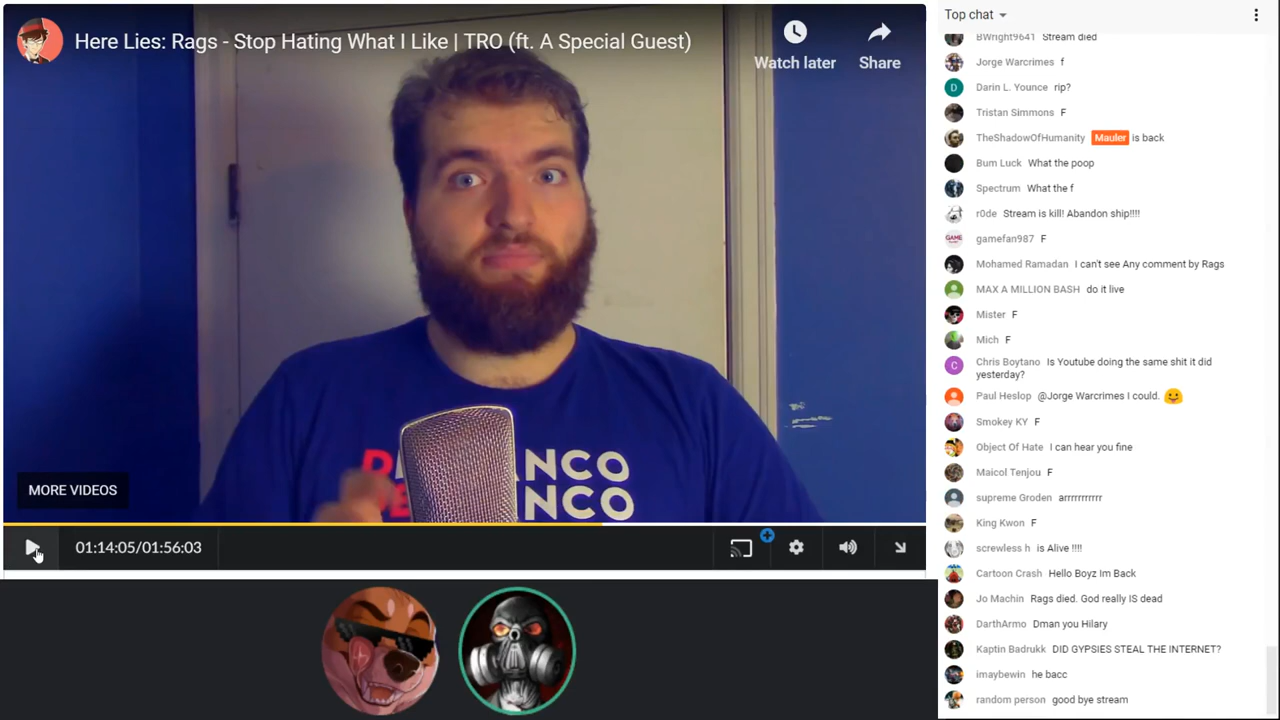 Here Lies: Rags - Stop Hating What I Like | TRO (ft. A Special Guest)
Watch later
Share
NCO
NCO
MORE VIDEOS
01:14:05/01:56:03
Top chat
BWright9641 Stream died
Jorge Warcrimes f
D Darin L. Younce rip?
Tristan Simmons F
TheShadowOfHumanity Mauler is back
Bum Luck What the poop
Spectrum What the f
r0de Stream is kill! Abandon ship!!!!
GAME gamefan987 F
Mohamed Ramadan I can't see Any comment by Rags
MAX A MILLION BASH do it live
Mister F
Mich F
C Chris Boytano Is Youtube doing the same shit it did
yesterday?
Paul Heslop @Jorge Warcrimes I could.
Smokey KY F
Object Of Hate I can hear you fine
Maicol Tenjou F
supreme Groden arrrrrrrrrr
King Kwon F
screwless h is Alive !!!!
Cartoon Crash Hello Boyz Im Back
Jo Machin Rags died. God really IS dead
DarthArmo Dman you Hilary
Kaptin Badrukk DID GYPSIES STEAL THE INTERNET?
imaybewin he bacc
random person good bye stream